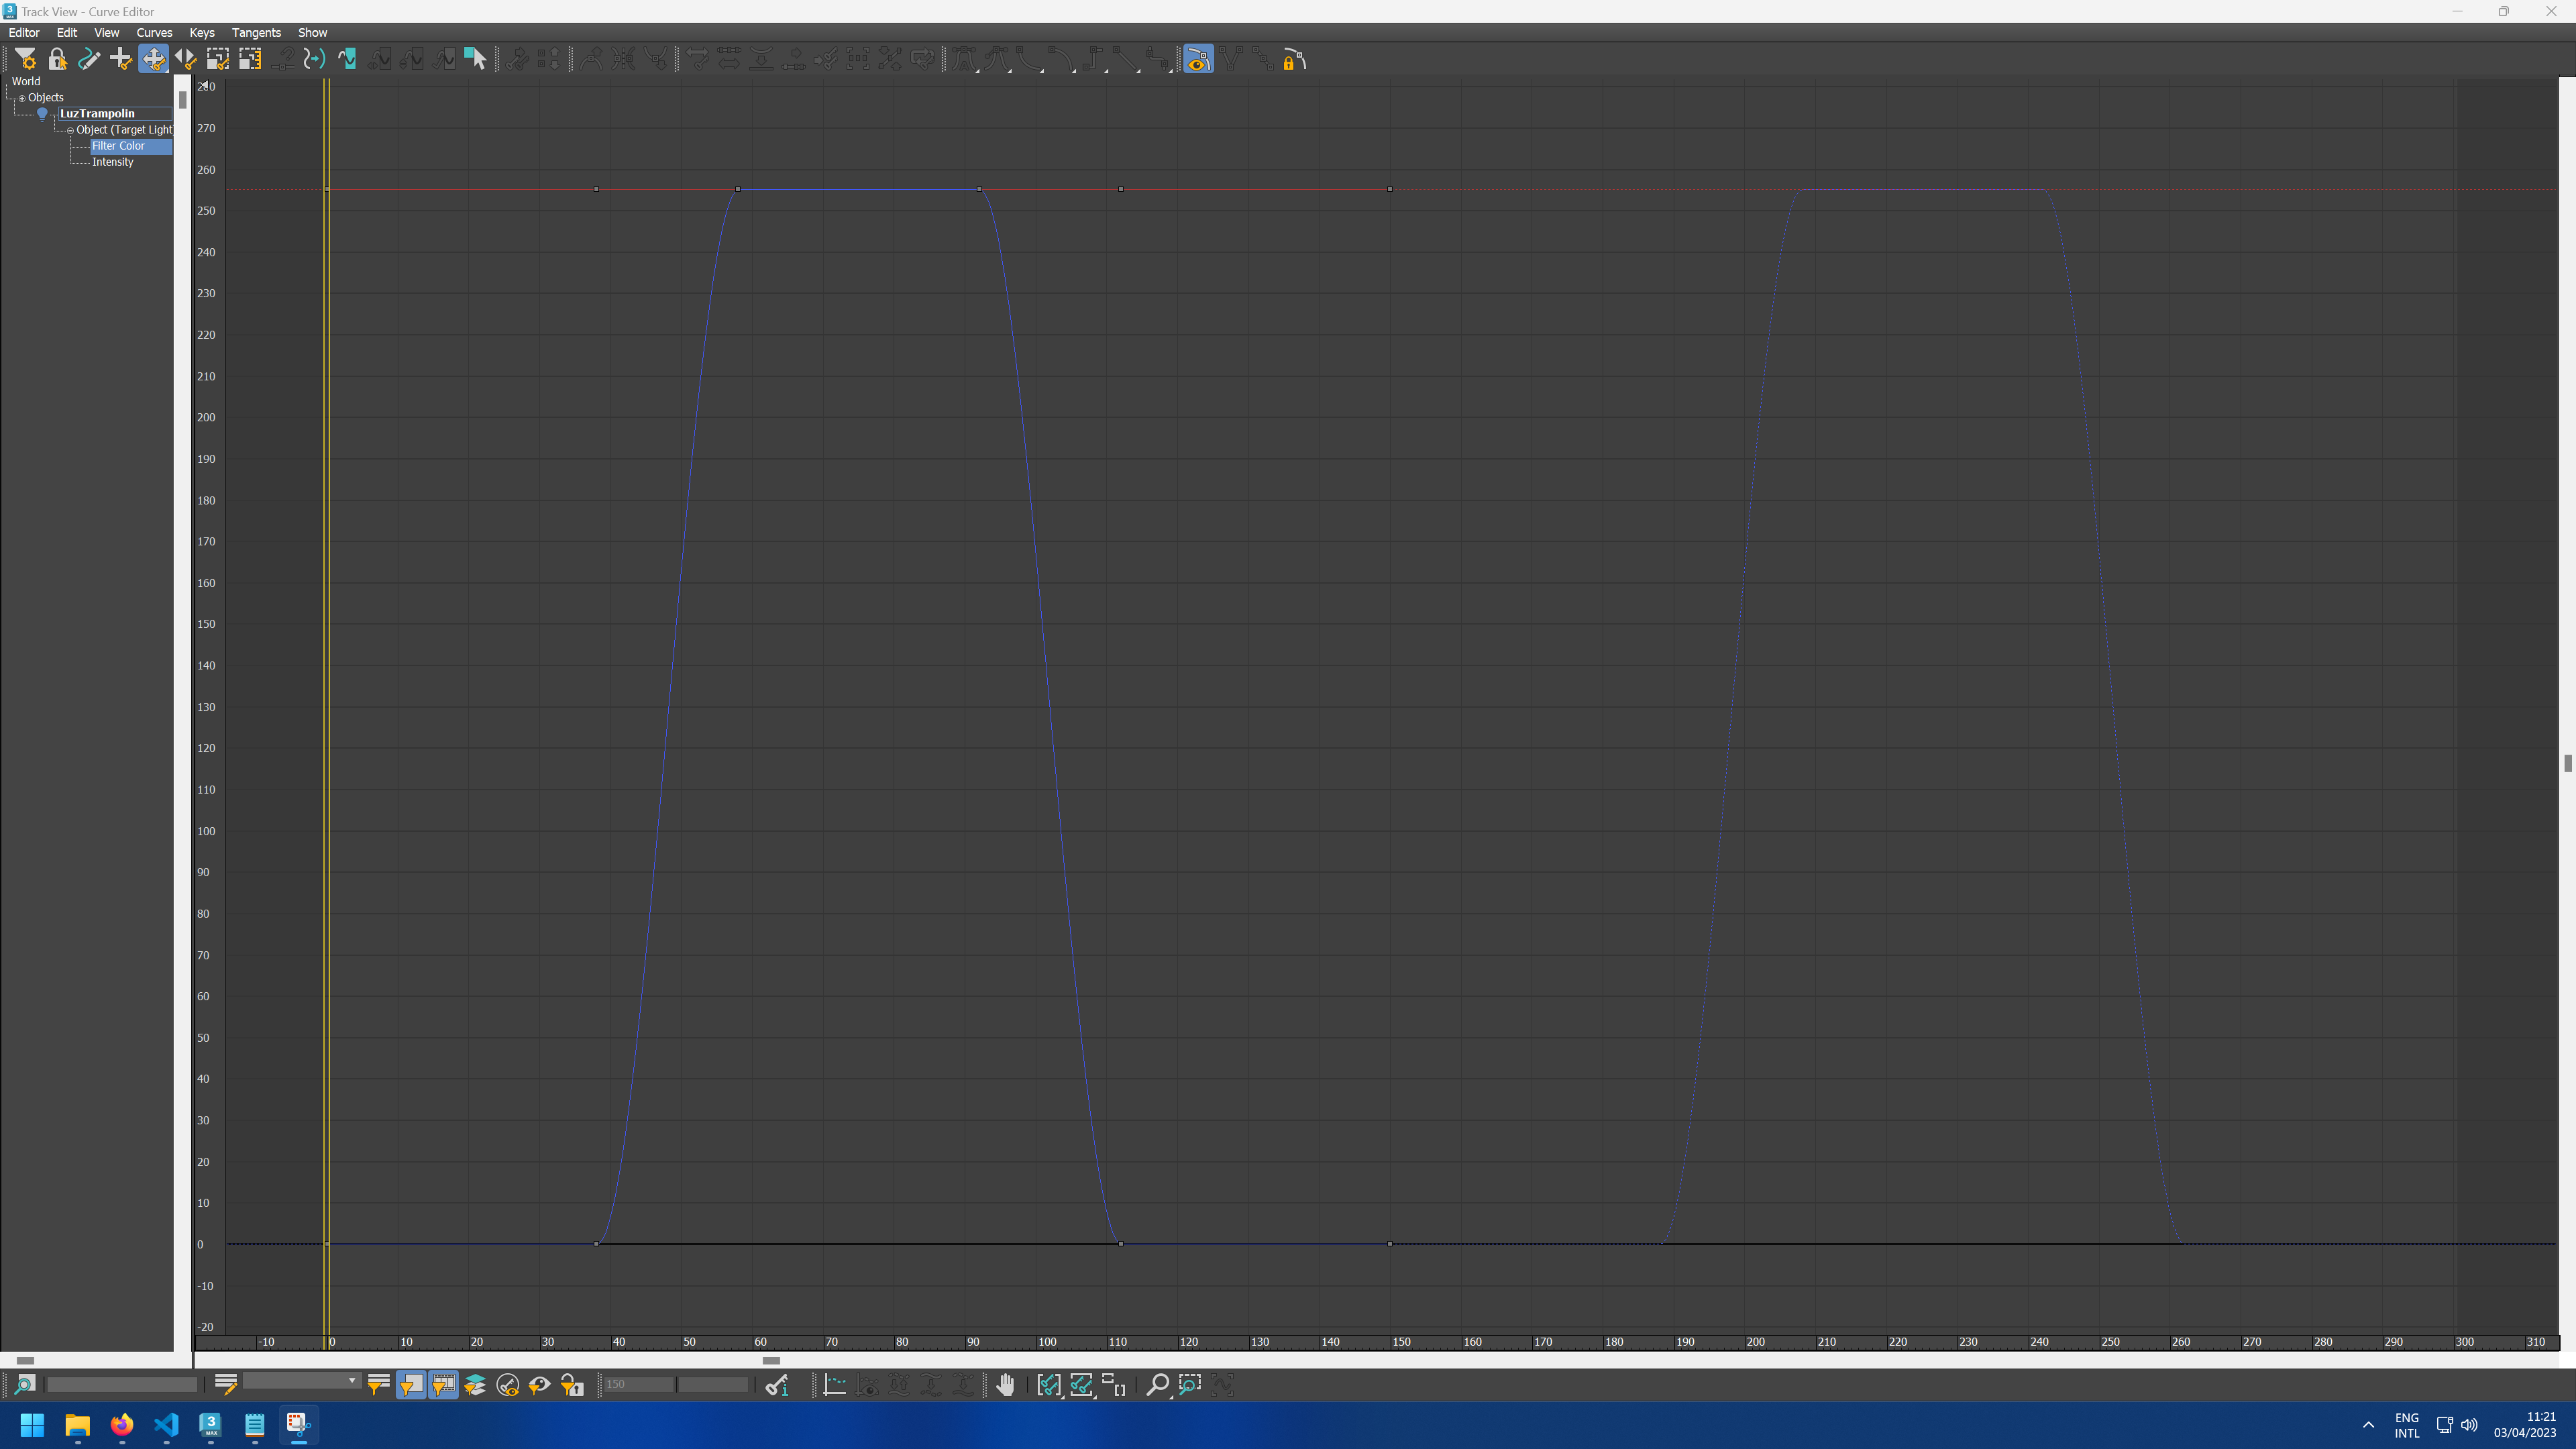 Track View - Curve Editor
Editor Edit View Curves Keys Tangents Show
World
Objects
LuzTrampolin
Object (Target Light
Filter Color
Intensity
270
260
250
240
230
220
210
200
190
180
170
160
150
140
130
120
110
100
90
80
70
60
50
40
30
20
10
0
-10
-20
-10 0 10 20 30 40 50 60 70 80 90 100 110 120 130 140 150 160 170 180 190 200 210 220 230 240 250 260 270 280 290 300 310
150
3
MAX
ENG
INTL
11:21
03/04/2023